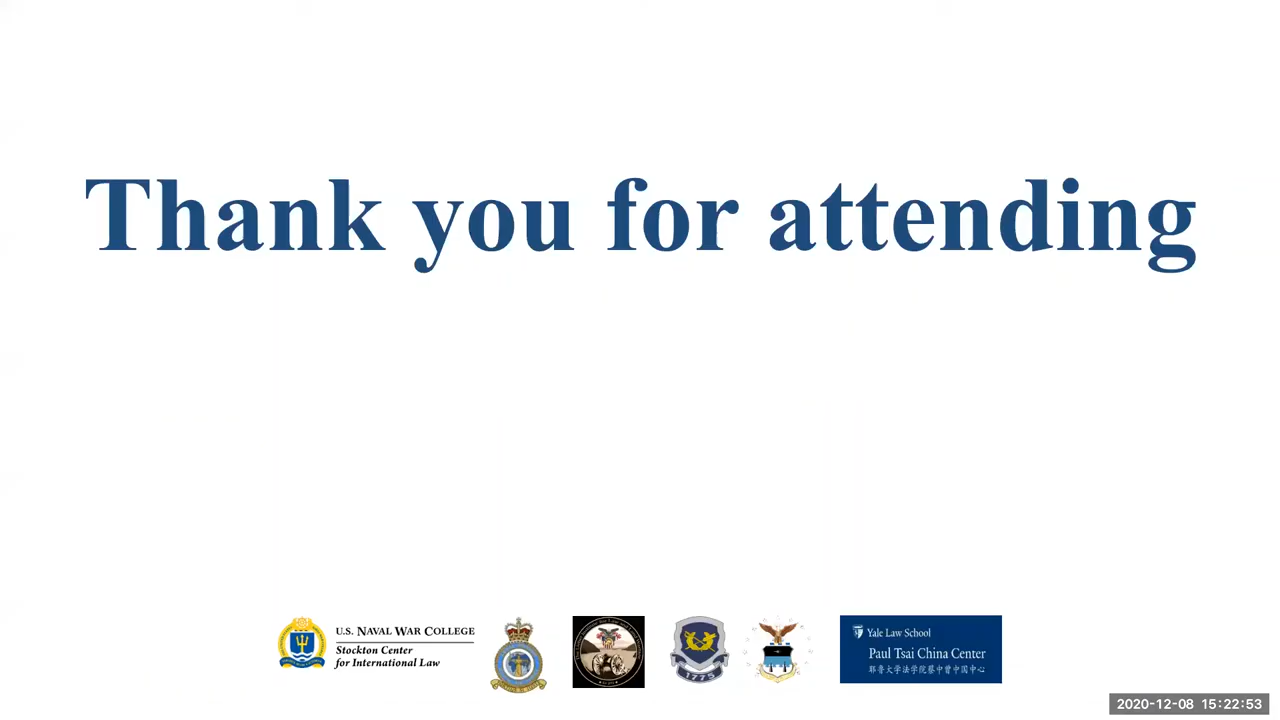 Thank you for attending
U.S. NAVAL WAR COLLEGE
Stockton Center
for International Law
1775
Yale Law School
Paul Tsai China Center
耶鲁大学法学院蔡中曾中国中心
2020-12-08 15:22:53